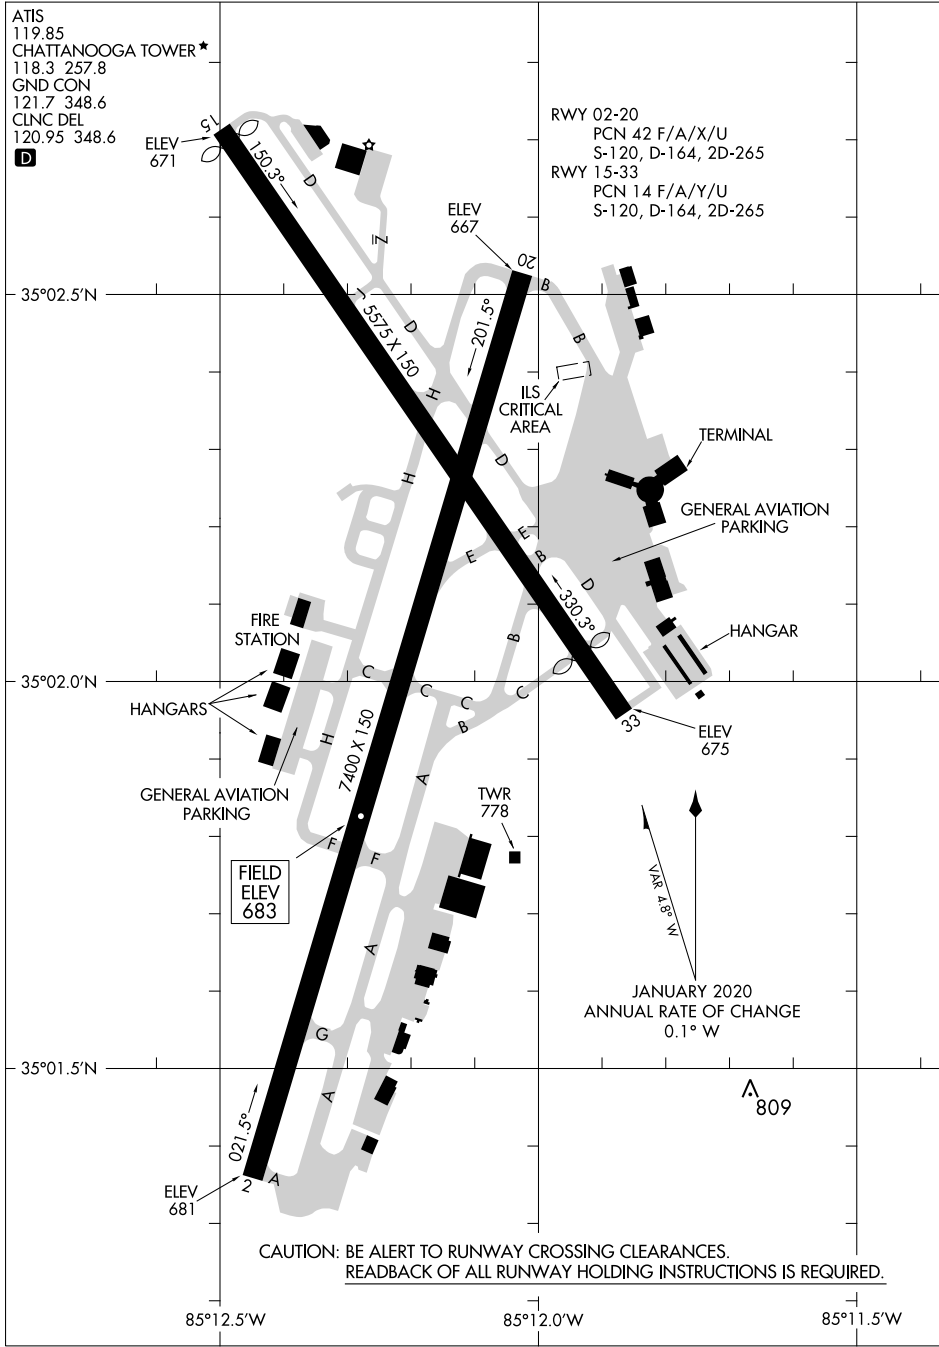 ATIS
119.85
CHATTANOOGA TOWER
118.3 257.8
GND CON
121.7 348.6
CLNC DEL
120.95 348.6
D
RWY 02-20
PCN 42 F/A/X/U
S-120, D-164, 2D-265
RWY 15-33
PCN 14 F/A/Y/U
S-120, D-164, 2D-265
15
ELEV
671
150.3°
D
Z
ELEV
667
20
B
35°02.5'N
5575 X 150
D
201.5°
B
H
ILS
CRITICAL
AREA
TERMINAL
D
H
GENERAL AVIATION
PARKING
E
E
B
D
330.3°
FIRE
STATION
B
HANGAR
C
35°02.0'N
C
C
C
HANGARS
B
33
ELEV
675
H
7400 X 150
A
GENERAL AVIATION
PARKING
TWR
778
F
F
FIELD
ELEV
683
VAR 4.8° W
A
JANUARY 2020
ANNUAL RATE OF CHANGE
0.1° W
G
35°01.5'N
A
809
021.5°
ELEV
681
2
A
CAUTION: BE ALERT TO RUNWAY CROSSING CLEARANCES.
READBACK OF ALL RUNWAY HOLDING INSTRUCTIONS IS REQUIRED.
85°12.5'W
85°12.0'W
85°11.5'W